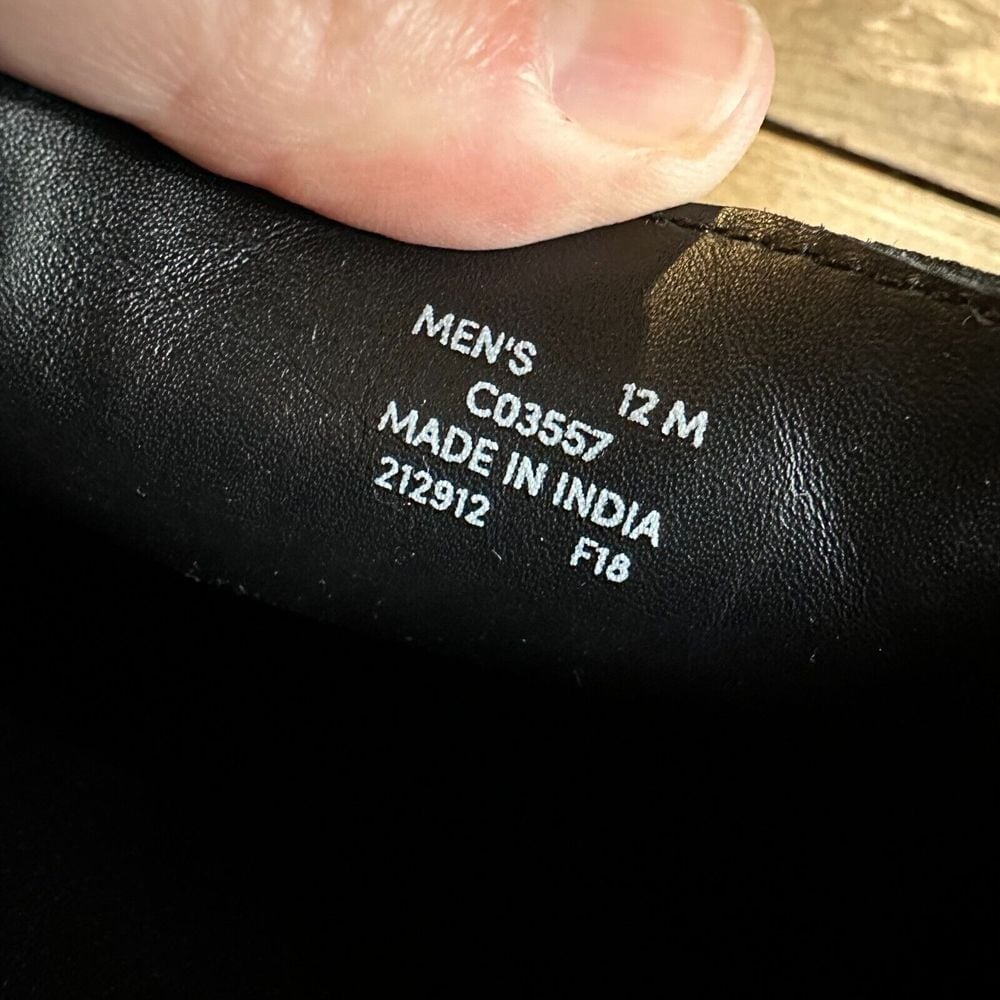 MEN'S 12 M
C03557
MADE IN INDIA
212912 F18